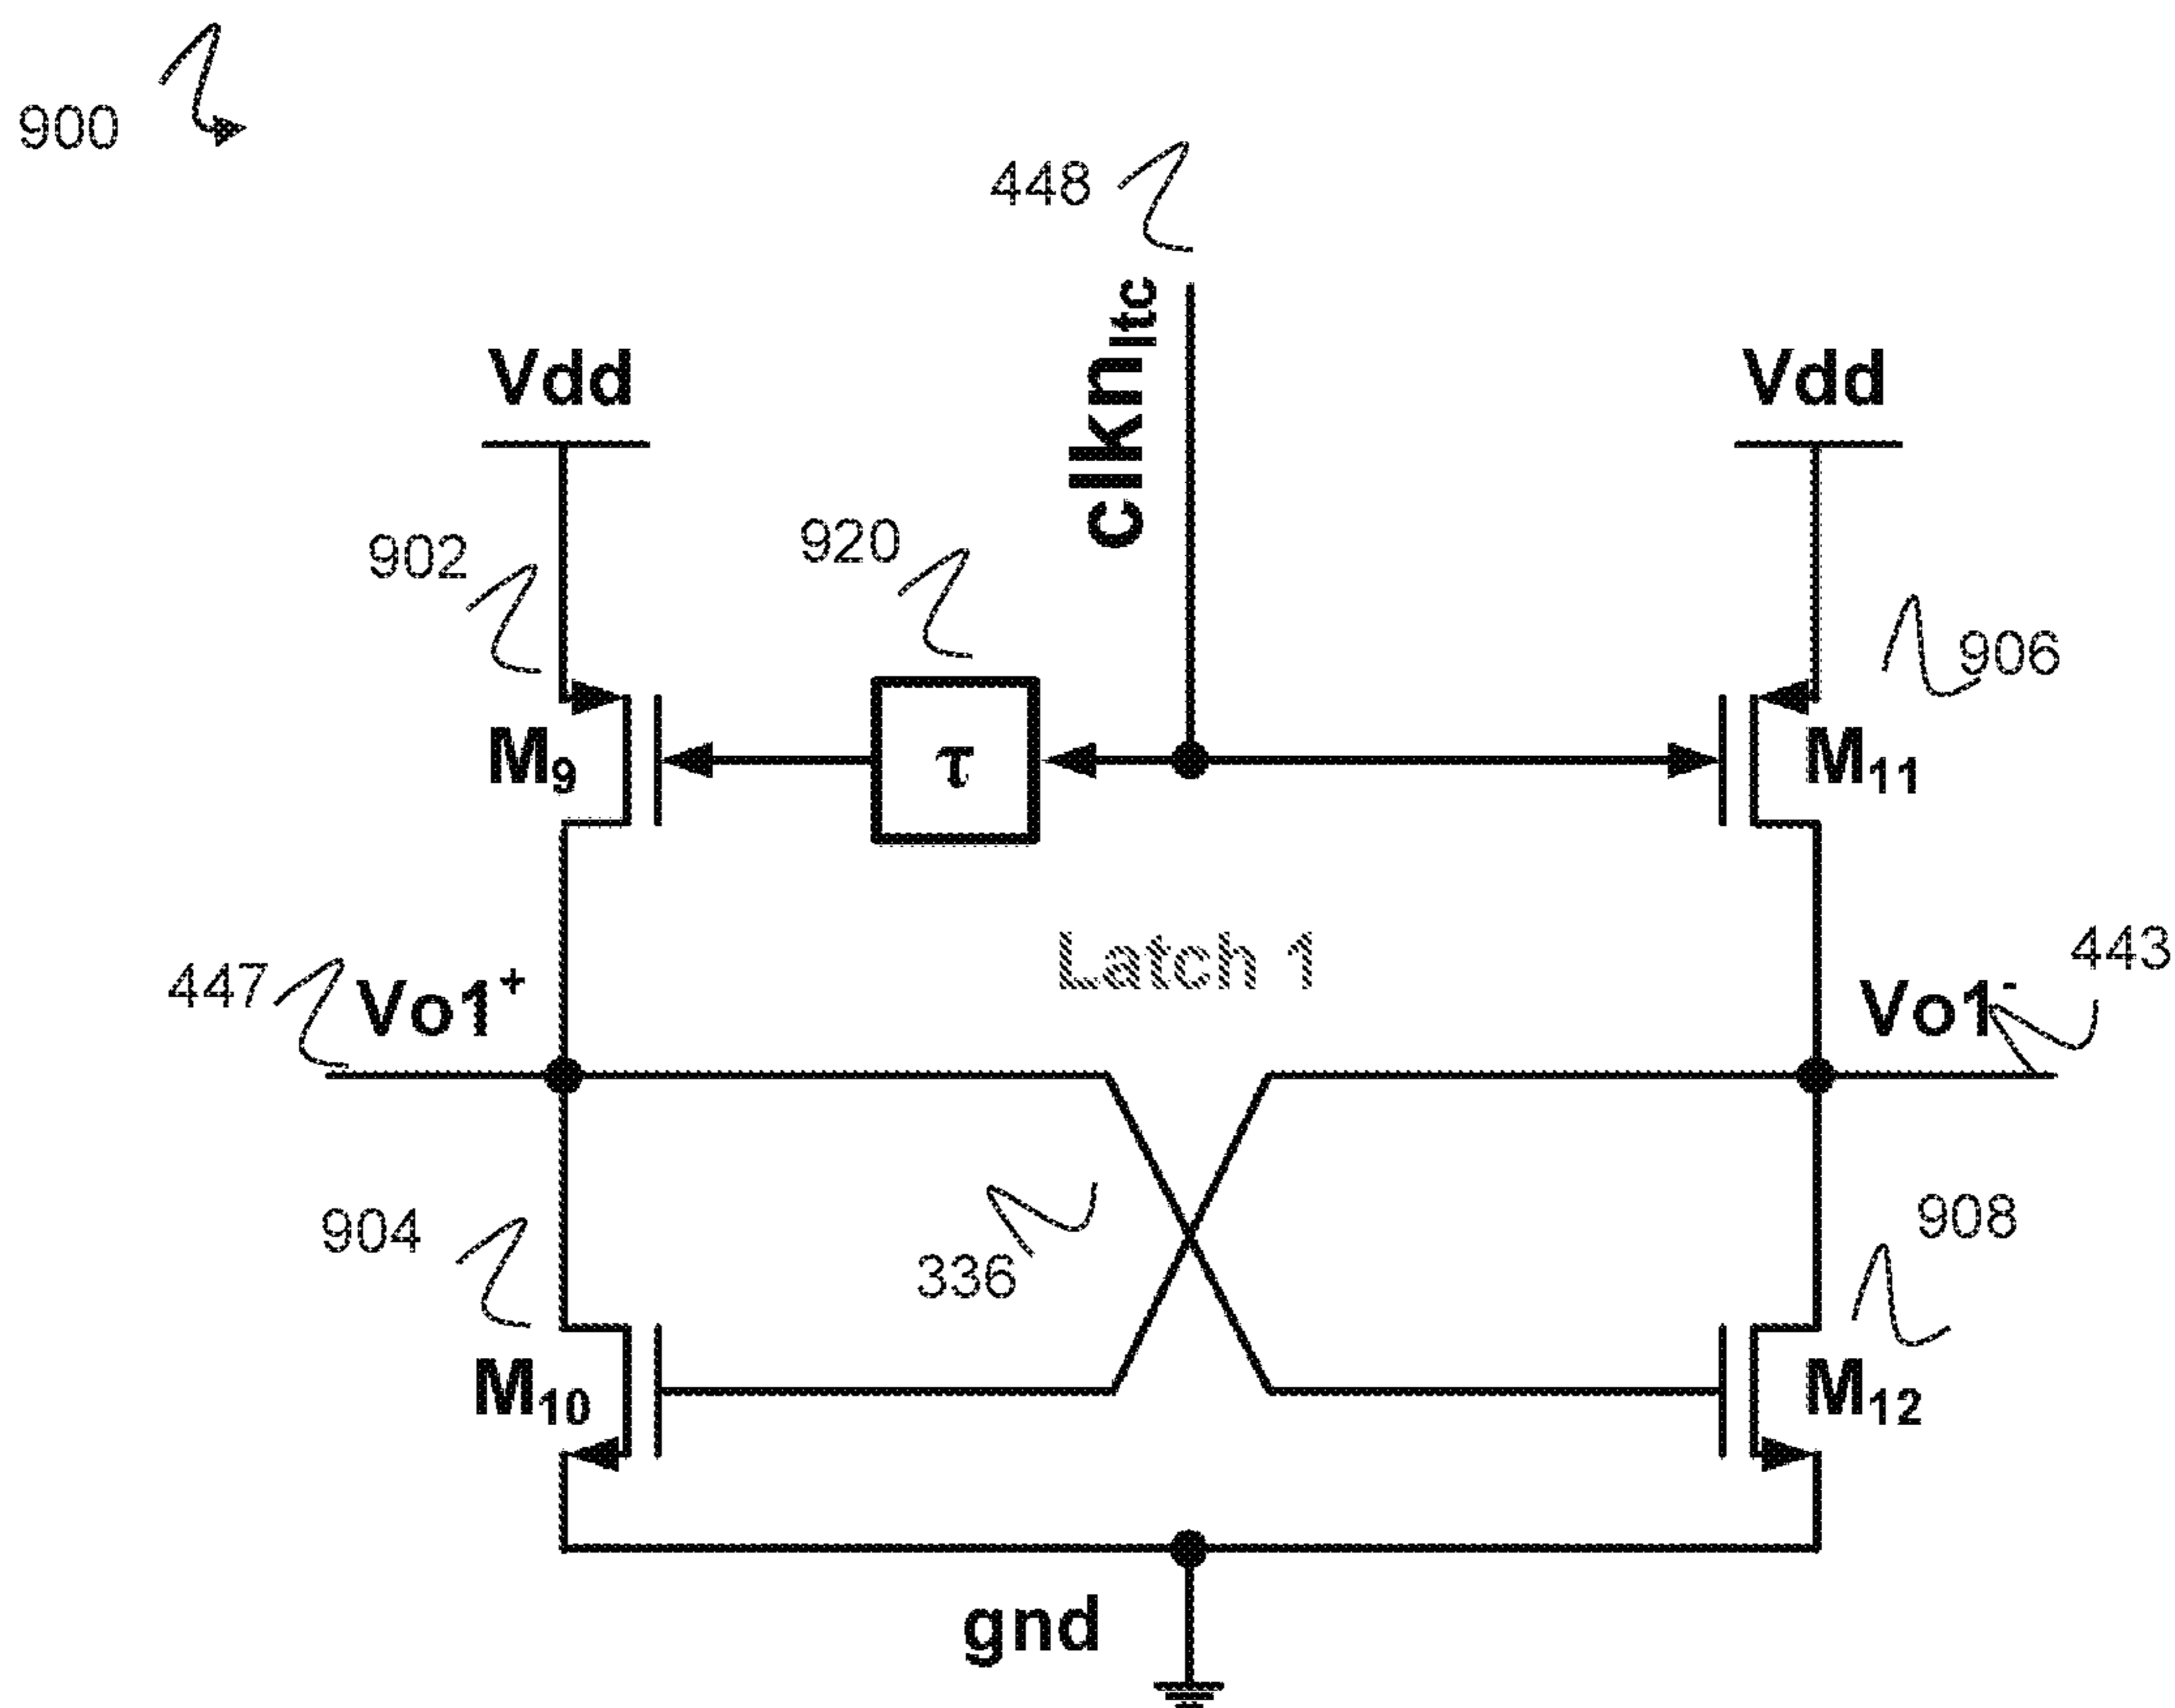 900
448
clkn_ltc
Vdd
Vdd
902
920
906
M₉
τ
M₁₁
Latch 1
447
Vo1⁺
Vo1⁻
443
904
336
908
M₁₀
M₁₂
gnd